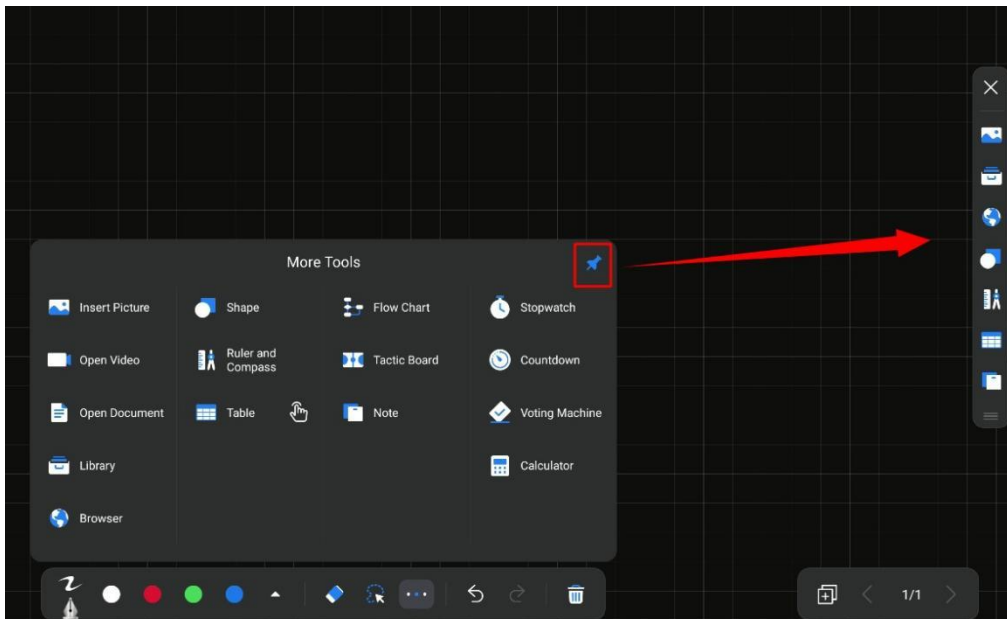 More Tools
Insert Picture
Shape
Flow Chart
Stopwatch
Open Video
Ruler and
Compass
Tactic Board
Countdown
Open Document
Table
Note
Voting Machine
Library
Calculator
Browser
1/1